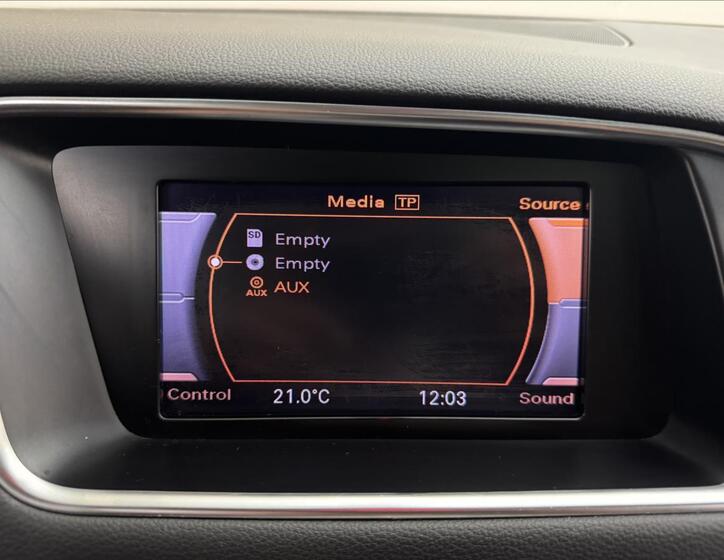 Media TP Source
SD Empty
Empty
AUX AUX
Control 21.0°C 12:03 Sound